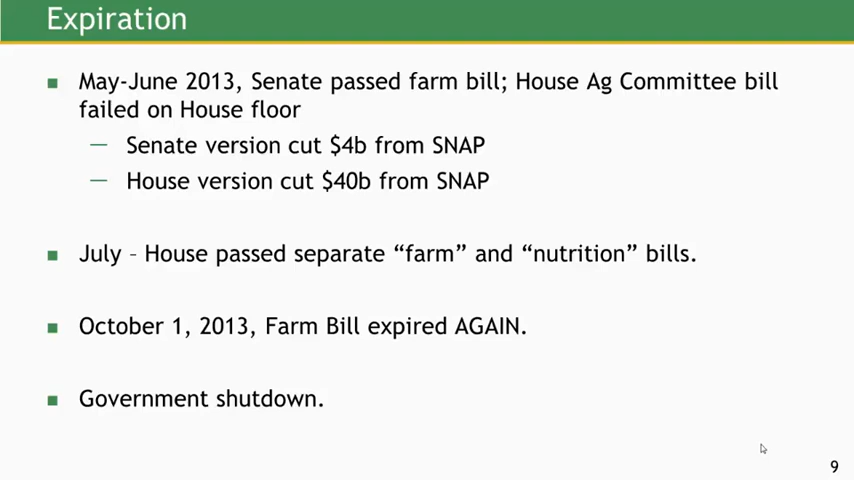 Expiration
May-June 2013, Senate passed farm bill; House Ag Committee bill
failed on House floor
— Senate version cut $4b from SNAP
— House version cut $40b from SNAP
July – House passed separate “farm” and “nutrition” bills.
October 1, 2013, Farm Bill expired AGAIN.
Government shutdown.
9